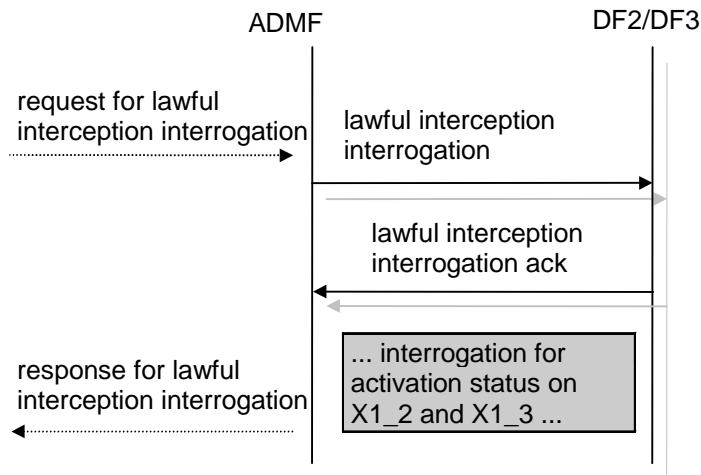 ADMF
DF2/DF3
request for lawful
interception interrogation
lawful interception
interrogation
lawful interception
interrogation ack
... interrogation for
activation status on
X1_2 and X1_3 ...
response for lawful
interception interrogation